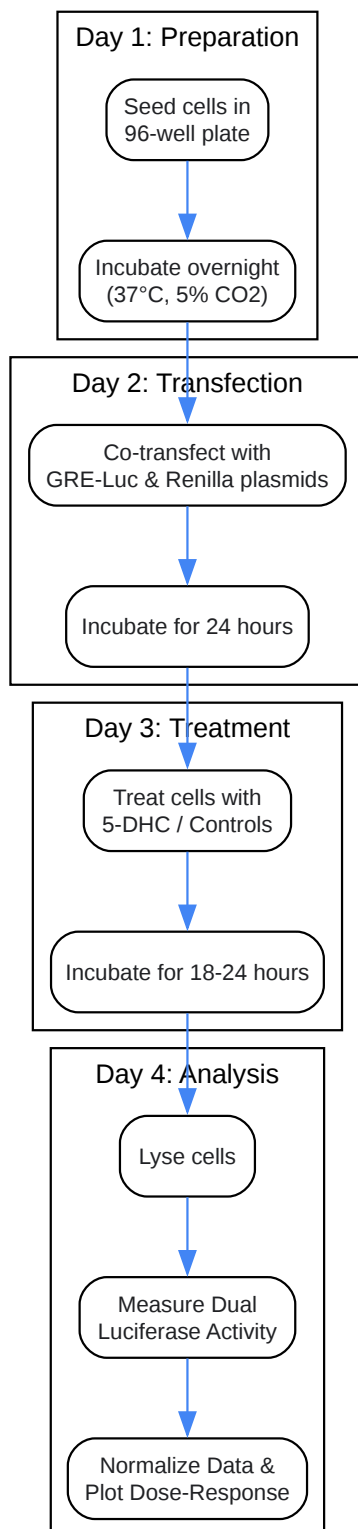 Day 1: Preparation
Seed cells in
96-well plate
Incubate overnight
(37°C, 5% CO2)
Day 2: Transfection
Co-transfect with
GRE-Luc & Renilla plasmids
Incubate for 24 hours
Day 3: Treatment
Treat cells with
5-DHC / Controls
Incubate for 18-24 hours
Day 4: Analysis
Lyse cells
Measure Dual
Luciferase Activity
Normalize Data &
Plot Dose-Response